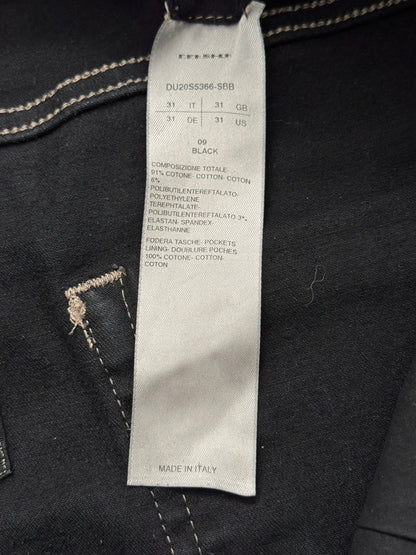 DU20S5366-SBB
31 IT 31 GB
31 DE 31 US
09
BLACK
COMPOSIZIONE TOTALE-
91% COTONE- COTTON- COTON
6%
POLIBUTILENTEREFTALATO-
POLYETHYLENE
TEREPHTALATE-
POLIBUTILENTEREFTALATO 3%
ELASTAN- SPANDEX-
ELASTHANNE
FODERA TASCHE- POCKETS
LINING- DOUBLURE POCHES
100% COTONE- COTTON-
COTON
MADE IN ITALY